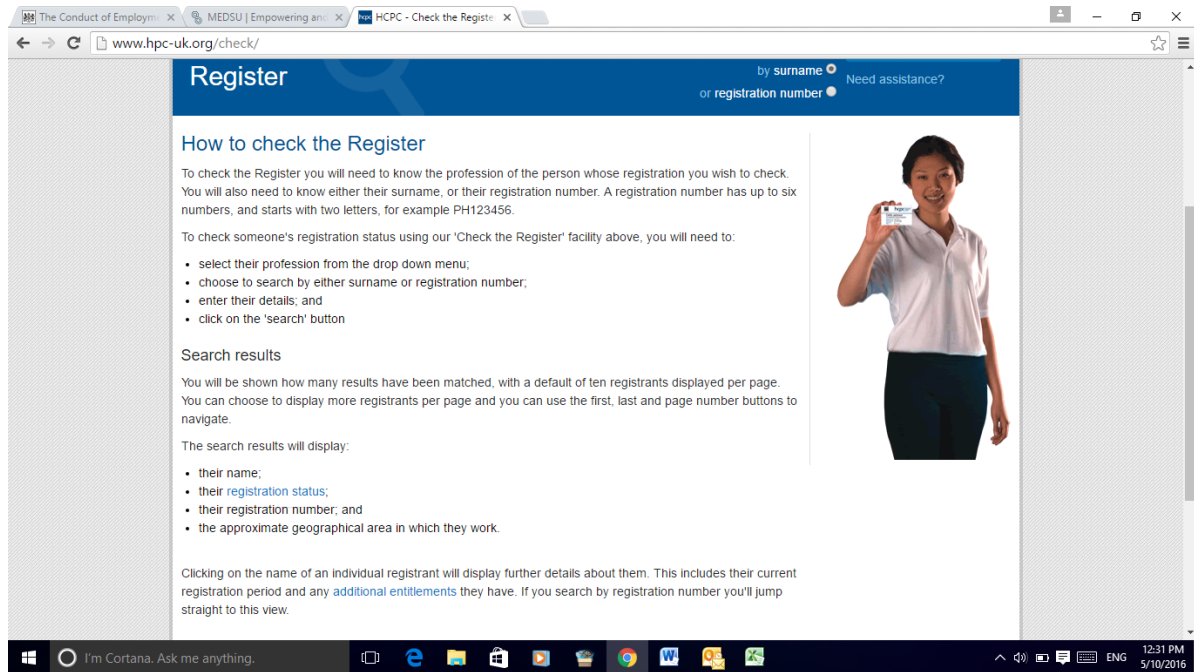 The Conduct of Employme
MEDSU | Empowering and
HCPC - Check the Registe
www.hpc-uk.org/check/
Register
by surname
or registration number
Need assistance?
How to check the Register
To check the Register you will need to know the profession of the person whose registration you wish to check.
You will also need to know either their surname, or their registration number. A registration number has up to six
numbers, and starts with two letters, for example PH123456.
To check someone's registration status using our 'Check the Register' facility above, you will need to:
• select their profession from the drop down menu;
• choose to search by either surname or registration number;
• enter their details; and
• click on the 'search' button
Search results
You will be shown how many results have been matched, with a default of ten registrants displayed per page.
You can choose to display more registrants per page and you can use the first, last and page number buttons to
navigate.
The search results will display:
• their name;
• their registration status;
• their registration number; and
• the approximate geographical area in which they work.
Clicking on the name of an individual registrant will display further details about them. This includes their current
registration period and any additional entitlements they have. If you search by registration number you'll jump
straight to this view.
I'm Cortana. Ask me anything.
ENG
12:31 PM
5/10/2016